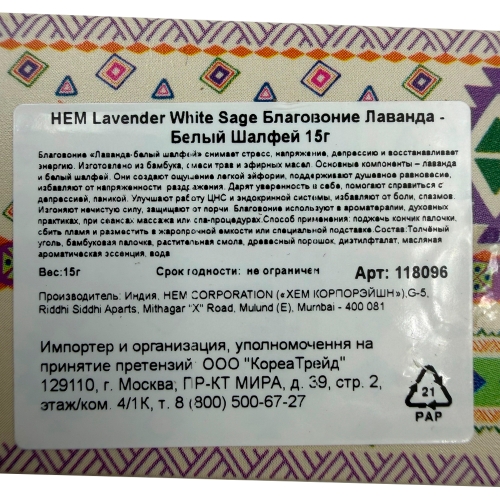 HEM Lavender White Sage Благовоние Лаванда -
Белый Шалфей 15г
Благовоние «Лаванда-белый шалфей» снимает стресс, напряжение, депрессию и восстанавливает
энергию. Изготовлено из бамбука, смеси трав и эфирных масел. Основные компоненты – лаванда
и белый шалфей. Они создают ощущение легкой эйфории, поддерживают душевное равновесие,
избавляют от напряженности, раздражения. Дарят уверенность в себе, помогают справиться с
депрессией, паникой. Улучшают работу ЦНС и эндокринной системы, избавляют от боли, спазмов.
Изгоняют нечистую силу, защищают от порчи Благовоние используют в ароматерапии, духовных
практиках, при сеансах массажа или спа-процедурах.Способ применения: поджечь кончик палочки,
сбить пламя и разместить в жаропрочной емкости или специальной подставке.Состав:Толчёный
уголь, бамбуковая палочка, растительная смола, древесный порошок, диэтилфталат, масляная
ароматическая эссенция, вода
Вес:15г Срок годности: не ограничен Арт: 118096
Производитель: Индия, HEM CORPORATION («ХЕМ КОРПОРЭЙШН»),G-5,
Riddhi Siddhi Aparts, Mithagar "X" Road, Mulund (E), Mumbai - 400 081
Импортер и организация, уполномочення на
принятие претензий: ООО "КореаТрейд"
129110, г. Москва; ПР-КТ МИРА, д. 39, стр. 2,
этаж/ком. 4/1К, т. 8 (800) 500-67-27
21
PAP